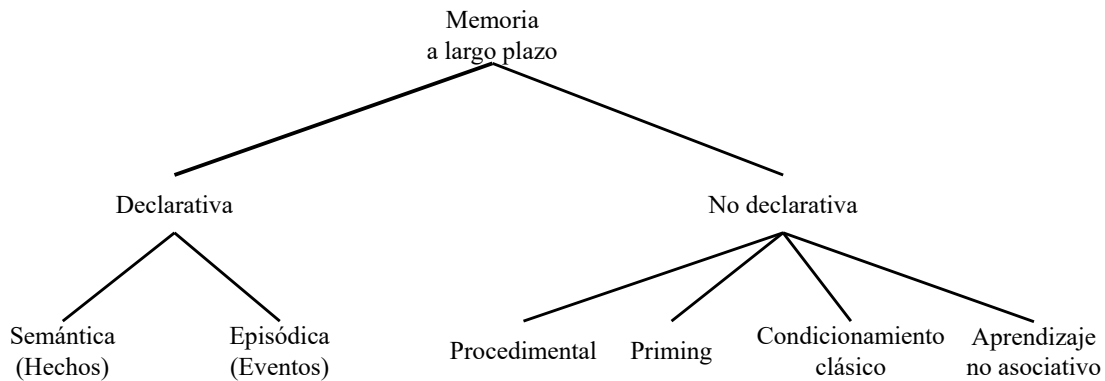 Memoria
a largo plazo
Declarativa
No declarativa
Semántica
(Hechos)
Episódica
(Eventos)
Procedimental
Priming
Condicionamiento
clásico
Aprendizaje
no asociativo